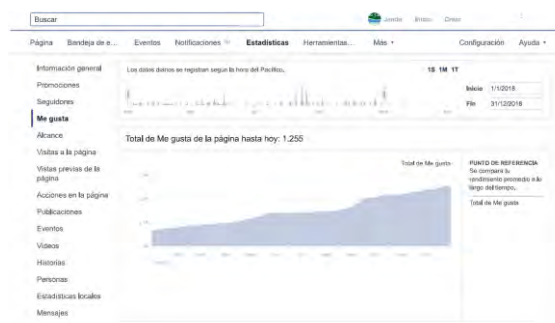 Buscar
Jardín Inicio Crear
Página Bandeja de e... Eventos Notificaciones Estadísticas Herramientas... Más Configuración Ayuda
Información general
Promociones
Seguidores
Me gusta
Alcance
Visitas a la página
Vistas previas de la
página
Acciones en la página
Publicaciones
Eventos
Videos
Historias
Personas
Estadísticas locales
Mensajes
Los datos diarios se registran según la hora del Pacífico.
1S 1M 1T
Inicio 1/1/2018
Fin 31/12/2018
Total de Me gusta de la página hasta hoy: 1.255
Total de Me gusta
PUNTO DE REFERENCIA
Se compara tu
rendimiento promedio a lo
largo del tiempo.
Total de Me gusta